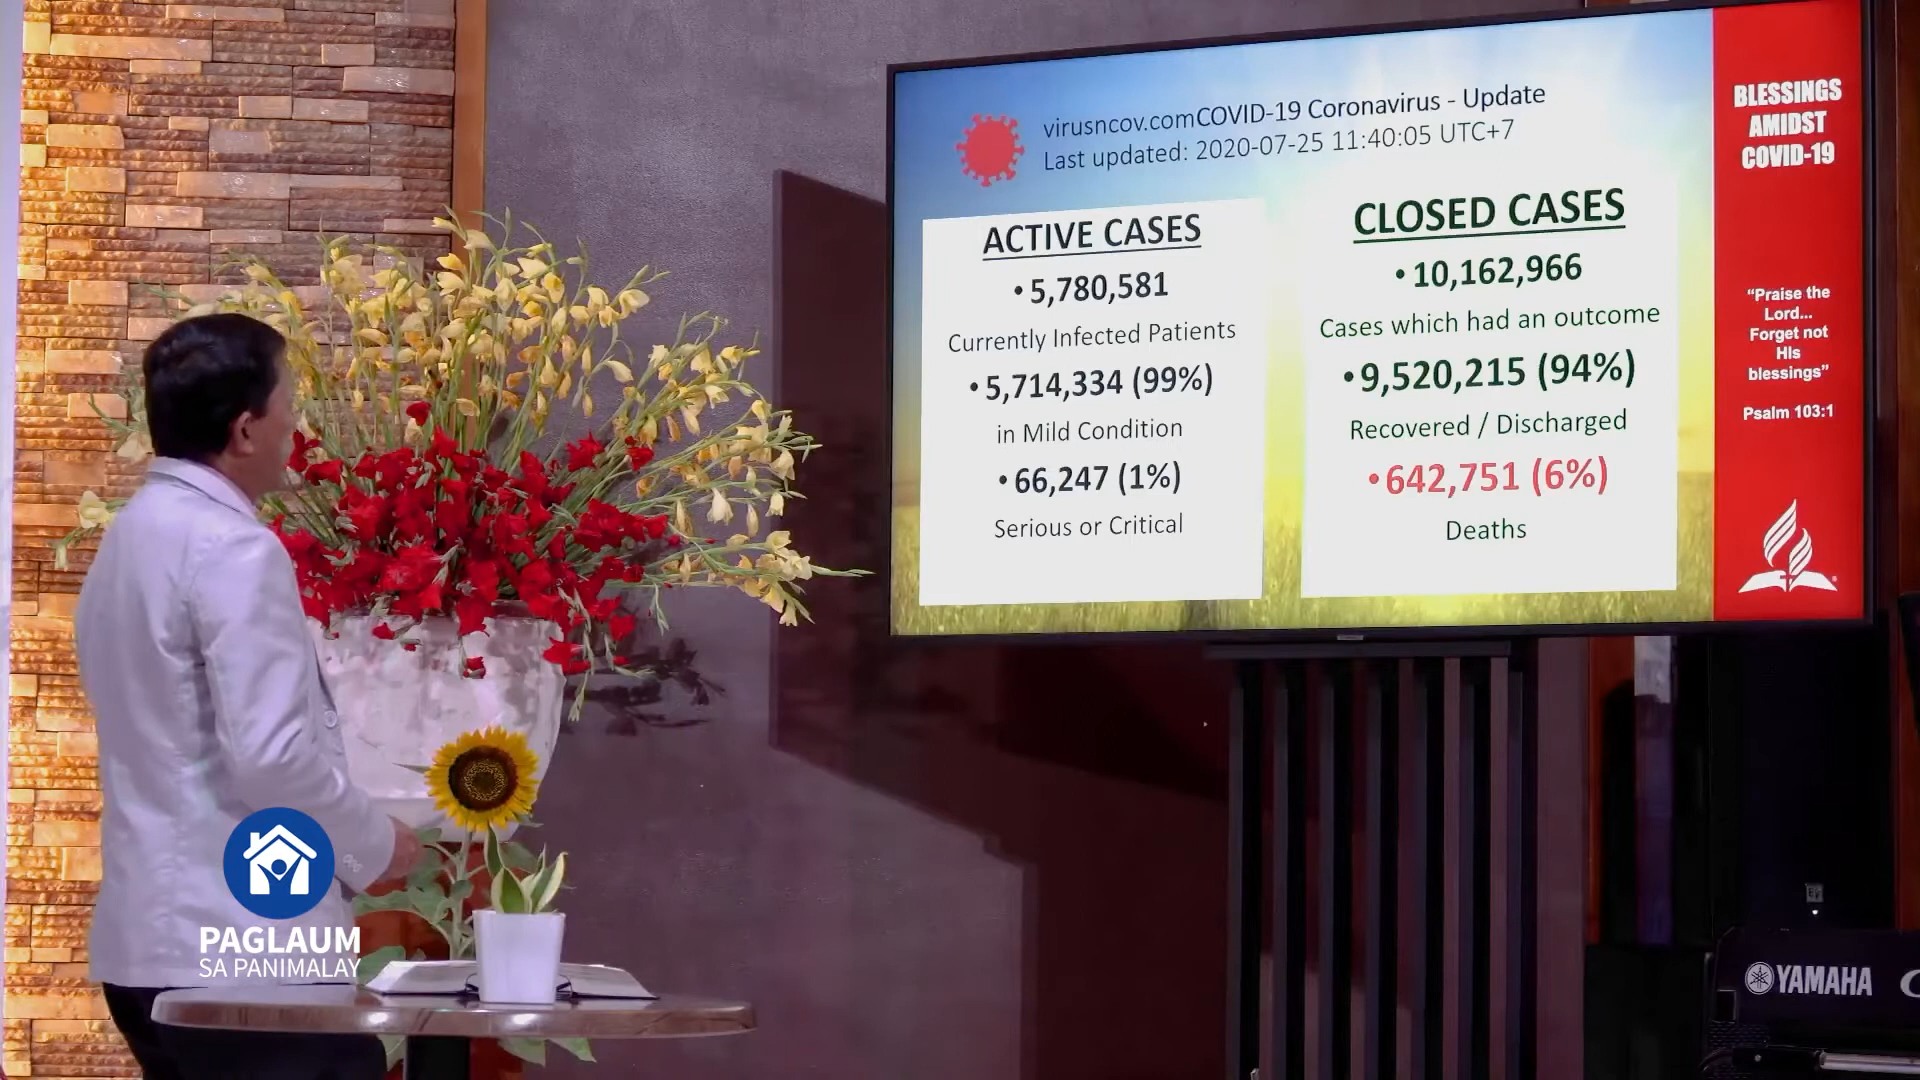 virusncov.comCOVID-19 Coronavirus - Update
Last updated: 2020-07-25 11:40:05 UTC+7
ACTIVE CASES
• 5,780,581
Currently Infected Patients
• 5,714,334 (99%)
in Mild Condition
• 66,247 (1%)
Serious or Critical
CLOSED CASES
• 10,162,966
Cases which had an outcome
• 9,520,215 (94%)
Recovered / Discharged
• 642,751 (6%)
Deaths
BLESSINGS
AMIDST
COVID-19
“Praise the
Lord...
Forget not
HIs
blessings”
Psalm 103:1
PAGLAUM
SA PANIMALAY
YAMAHA